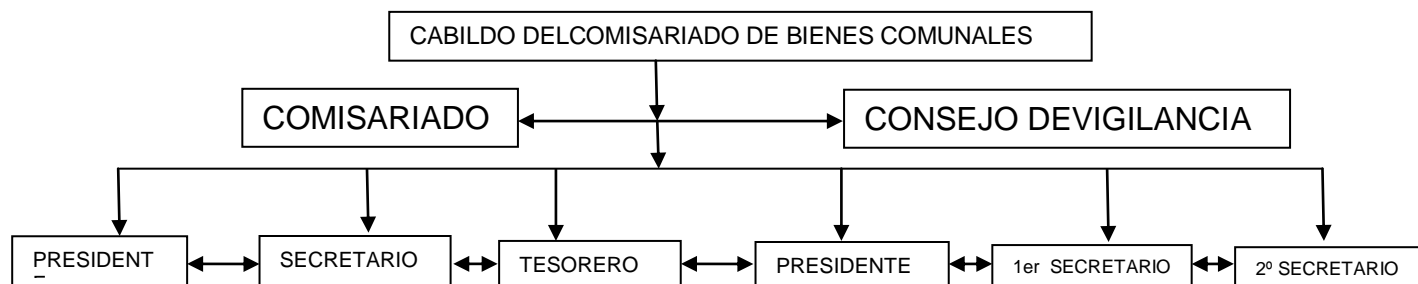 CABILDO DELCOMISARIADO DE BIENES COMUNALES
COMISARIADO
CONSEJO DEVIGILANCIA
PRESIDENT
SECRETARIO
TESORERO
PRESIDENTE
1er SECRETARIO
2º SECRETARIO